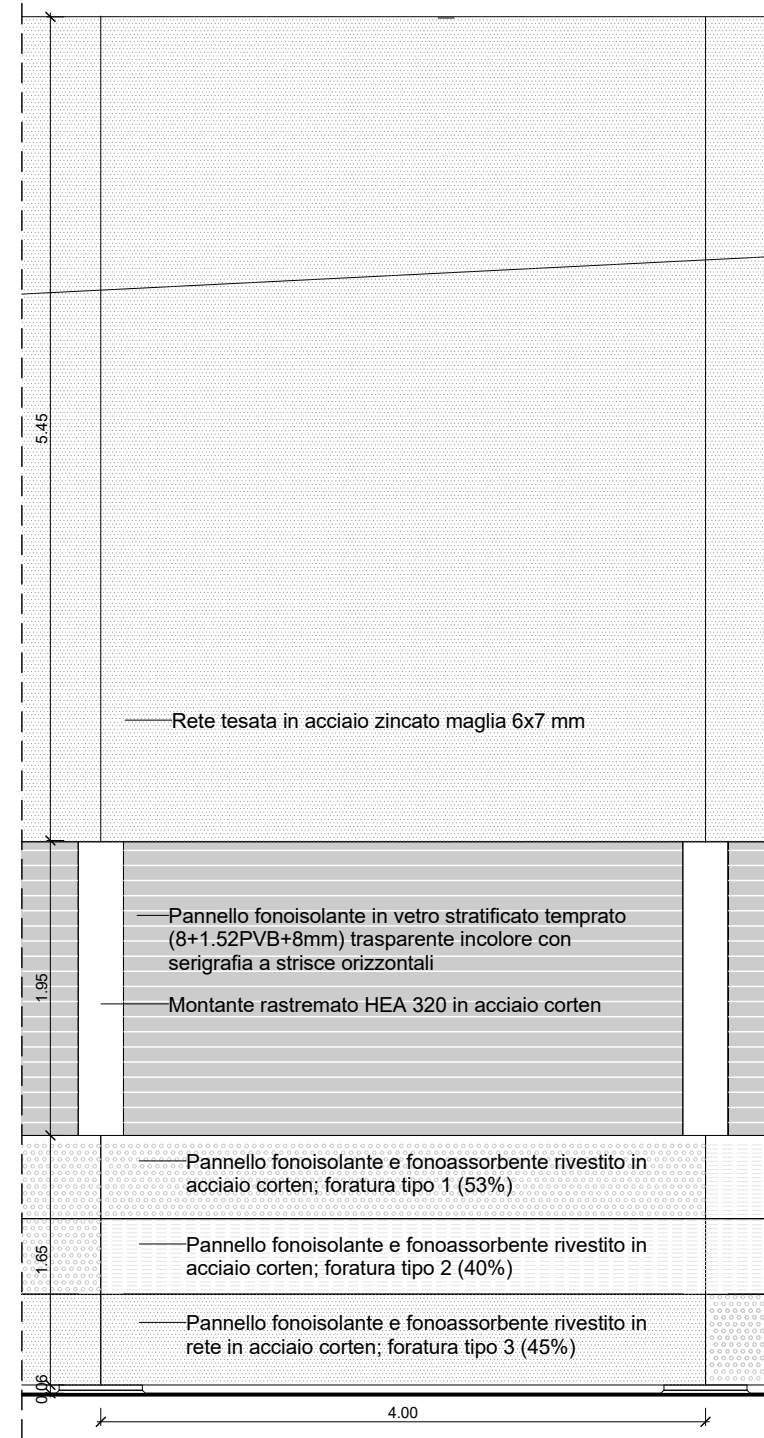 5.45
Rete tesata in acciaio zincato maglia 6x7 mm
Pannello fonoisolante in vetro stratificato temprato
(8+1.52PVB+8mm) trasparente incolore con
serigrafia a strisce orizzontali
1.95
Montante rastremato HEA 320 in acciaio corten
Pannello fonoisolante e fonoassorbente rivestito in
acciaio corten; foratura tipo 1 (53%)
1.65
Pannello fonoisolante e fonoassorbente rivestito in
acciaio corten; foratura tipo 2 (40%)
Pannello fonoisolante e fonoassorbente rivestito in
rete in acciaio corten; foratura tipo 3 (45%)
0.06
4.00